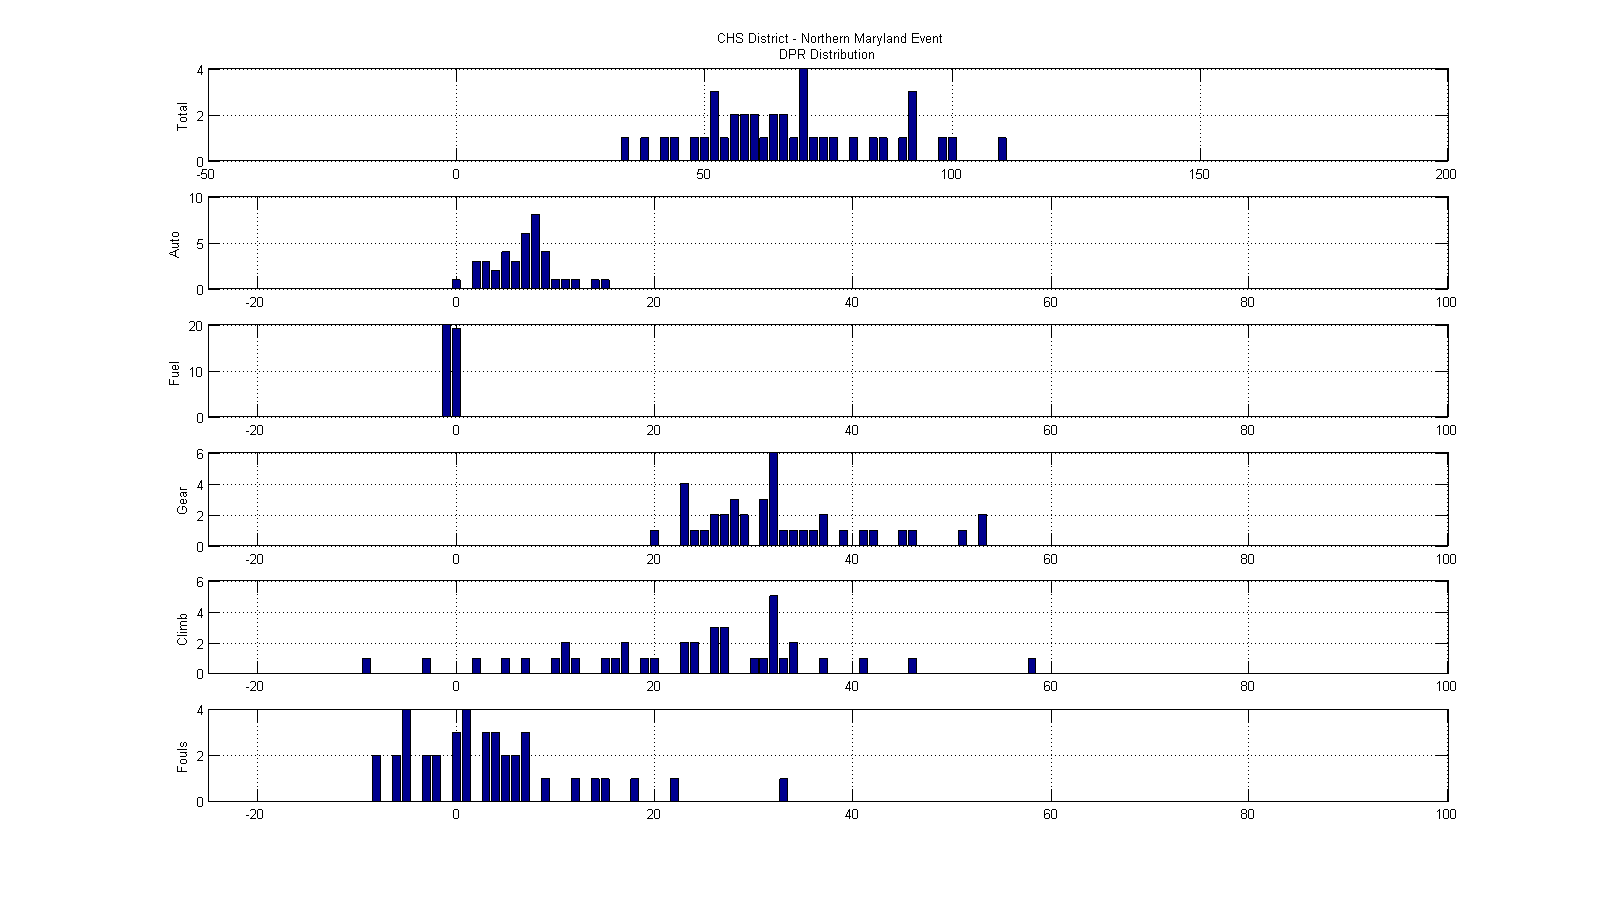 CHS District - Northern Maryland Event
DPR Distribution
Total
4
2
0
-50 0 50 100 150 200
Auto
10
5
0
-20 0 20 40 60 80 100
Fuel
20
10
0
-20 0 20 40 60 80 100
Gear
6
4
2
0
-20 0 20 40 60 80 100
Climb
6
4
2
0
-20 0 20 40 60 80 100
Fouls
4
2
0
-20 0 20 40 60 80 100